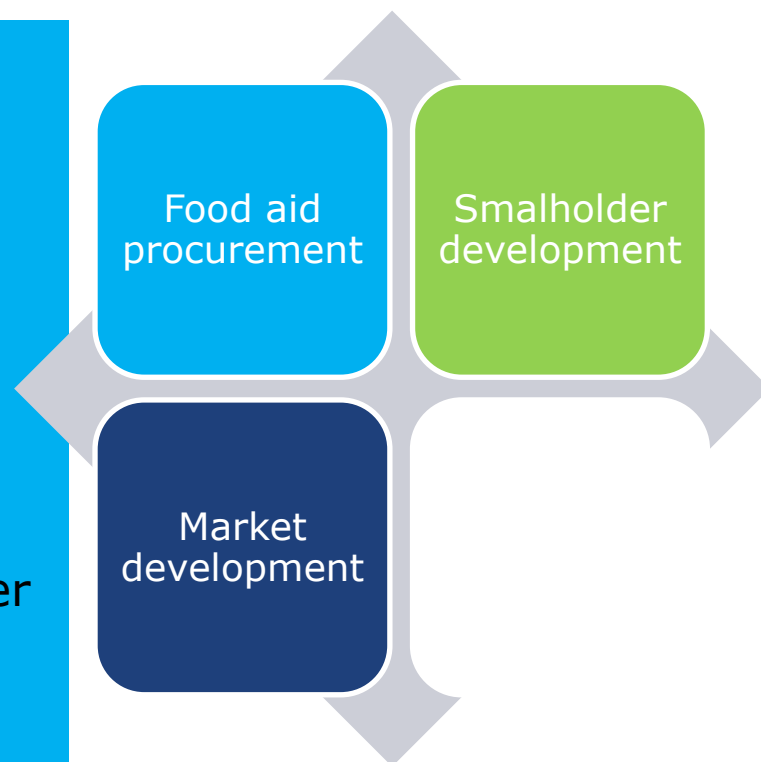 Food aid
procurement
Smalholder
development
Market
development
er